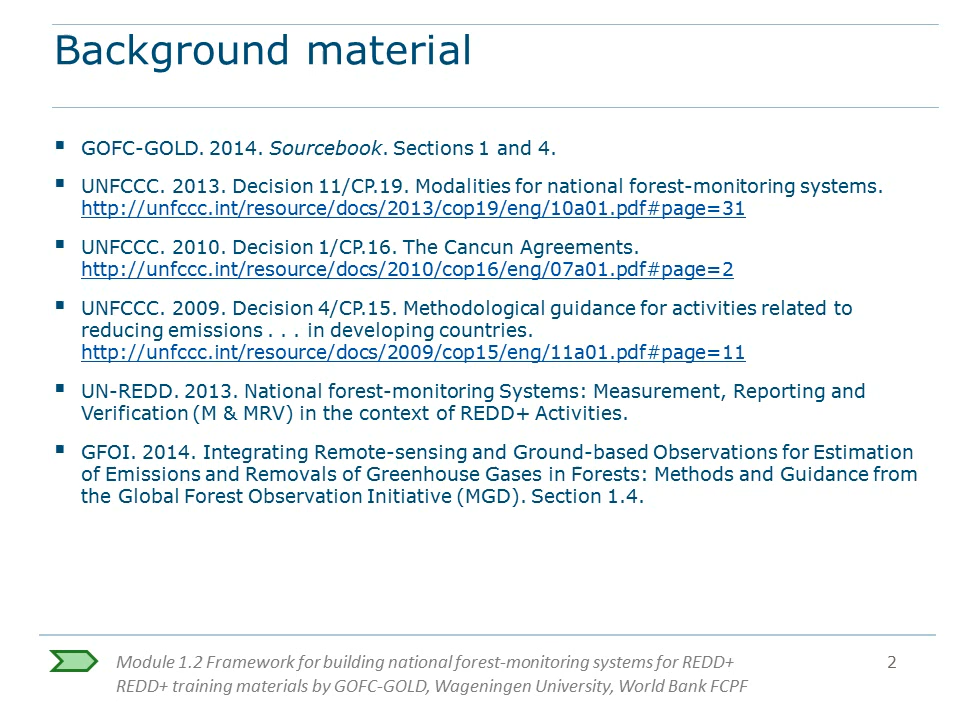 Background material
▪ GOFC-GOLD. 2014. Sourcebook. Sections 1 and 4.
▪ UNFCCC. 2013. Decision 11/CP.19. Modalities for national forest-monitoring systems.
http://unfccc.int/resource/docs/2013/cop19/eng/10a01.pdf#page=31
▪ UNFCCC. 2010. Decision 1/CP.16. The Cancun Agreements.
http://unfccc.int/resource/docs/2010/cop16/eng/07a01.pdf#page=2
▪ UNFCCC. 2009. Decision 4/CP.15. Methodological guidance for activities related to
reducing emissions . . . in developing countries.
http://unfccc.int/resource/docs/2009/cop15/eng/11a01.pdf#page=11
▪ UN-REDD. 2013. National forest-monitoring Systems: Measurement, Reporting and
Verification (M & MRV) in the context of REDD+ Activities.
▪ GFOI. 2014. Integrating Remote-sensing and Ground-based Observations for Estimation
of Emissions and Removals of Greenhouse Gases in Forests: Methods and Guidance from
the Global Forest Observation Initiative (MGD). Section 1.4.
Module 1.2 Framework for building national forest-monitoring systems for REDD+
REDD+ training materials by GOFC-GOLD, Wageningen University, World Bank FCPF
2